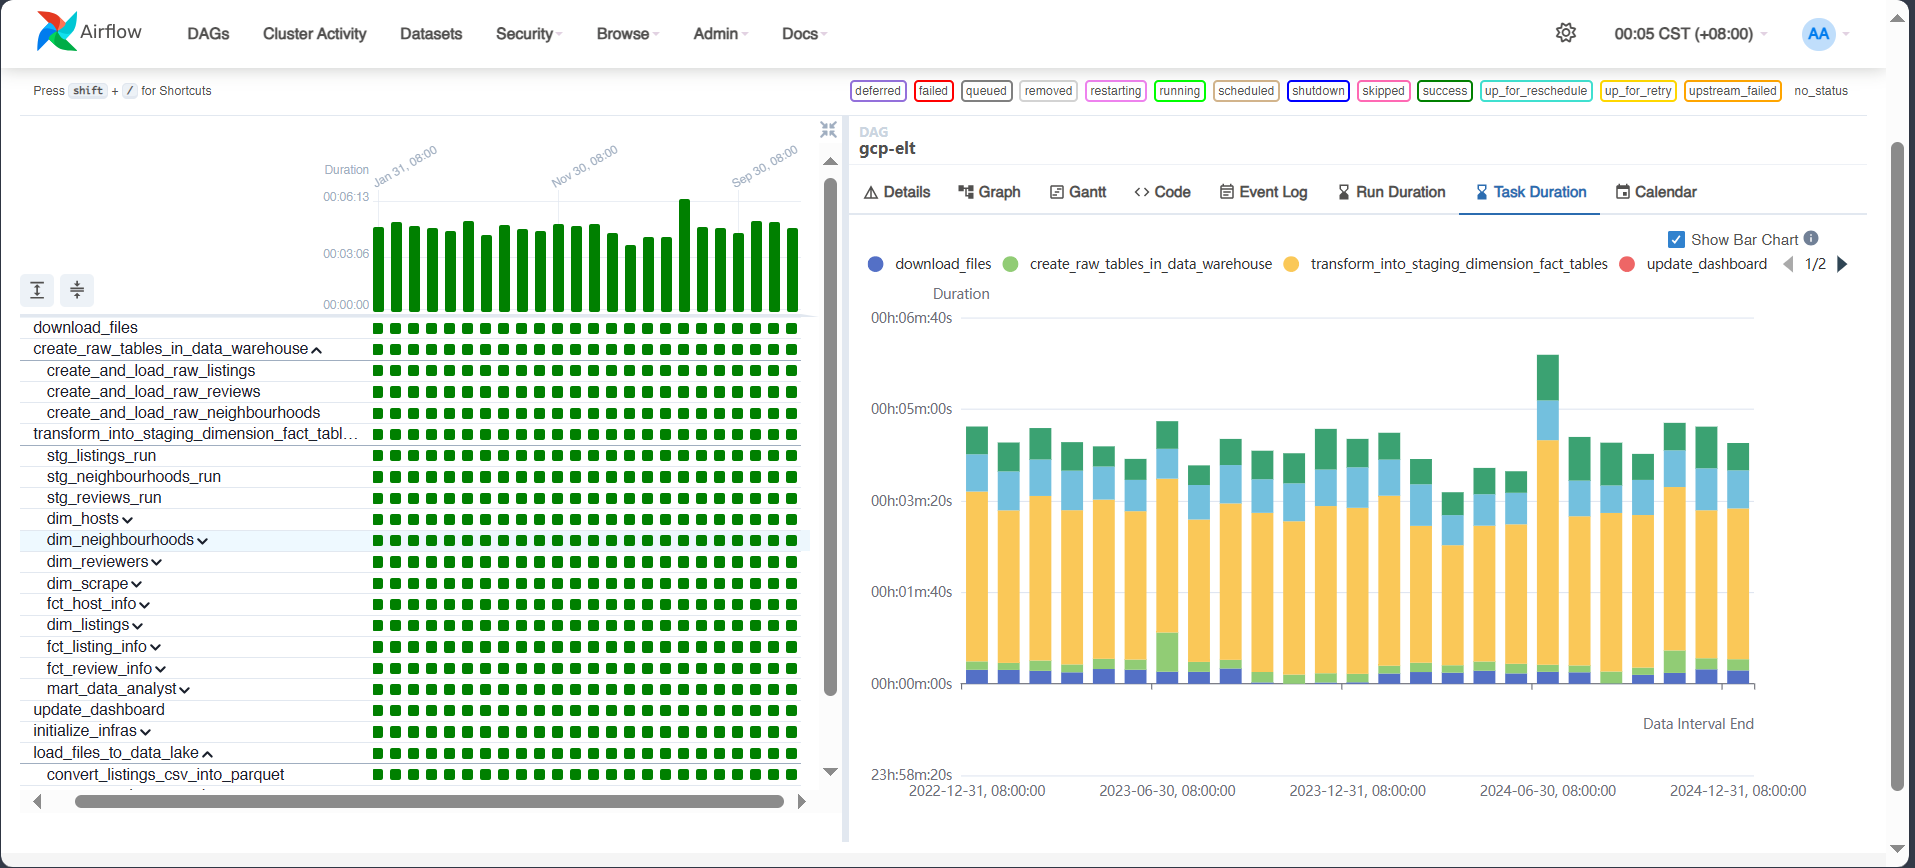 Airflow DAGs Cluster Activity Datasets Security Browse Admin Docs 00:05 CST (+08:00) AA
Press shift + / for Shortcuts
deferred failed queued removed restarting running scheduled shutdown skipped success up_for_reschedule up_for_retry upstream_failed no_status
Duration
Jan 31, 08:00
Nov 30, 08:00
Sep 30, 08:00
00:06:13
00:03:06
00:00:00
download_files
create_raw_tables_in_data_warehouse
create_and_load_raw_listings
create_and_load_raw_reviews
create_and_load_raw_neighbourhoods
transform_into_staging_dimension_fact_tabl...
stg_listings_run
stg_neighbourhoods_run
stg_reviews_run
dim_hosts
dim_neighbourhoods
dim_reviewers
dim_scrape
fct_host_info
dim_listings
fct_listing_info
fct_review_info
mart_data_analyst
update_dashboard
initialize_infras
load_files_to_data_lake
convert_listings_csv_into_parquet
DAG
gcp-elt
Details Graph Gantt Code Event Log Run Duration Task Duration Calendar
Show Bar Chart
download_files create_raw_tables_in_data_warehouse transform_into_staging_dimension_fact_tables update_dashboard 1/2
Duration
00h:06m:40s
00h:05m:00s
00h:03m:20s
00h:01m:40s
00h:00m:00s
Data Interval End
23h:58m:20s
2022-12-31, 08:00:00 2023-06-30, 08:00:00 2023-12-31, 08:00:00 2024-06-30, 08:00:00 2024-12-31, 08:00:00